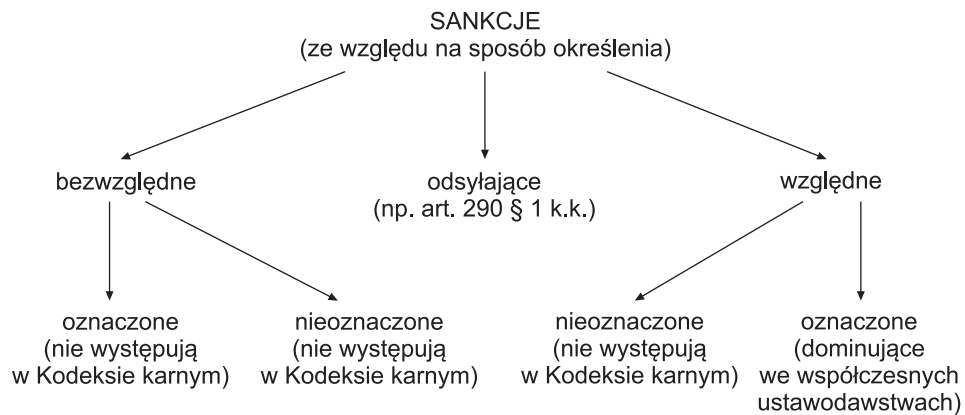 SANKCJE
(ze względu na sposób określenia)
bezwzględne
odsyłające
(np. art. 290 § 1 k.k.)
względne
oznaczone
(nie występują
w Kodeksie karnym)
nieoznaczone
(nie występują
w Kodeksie karnym)
nieoznaczone
(nie występują
w Kodeksie karnym)
oznaczone
(dominujące
we współczesnych
ustawodawstwach)